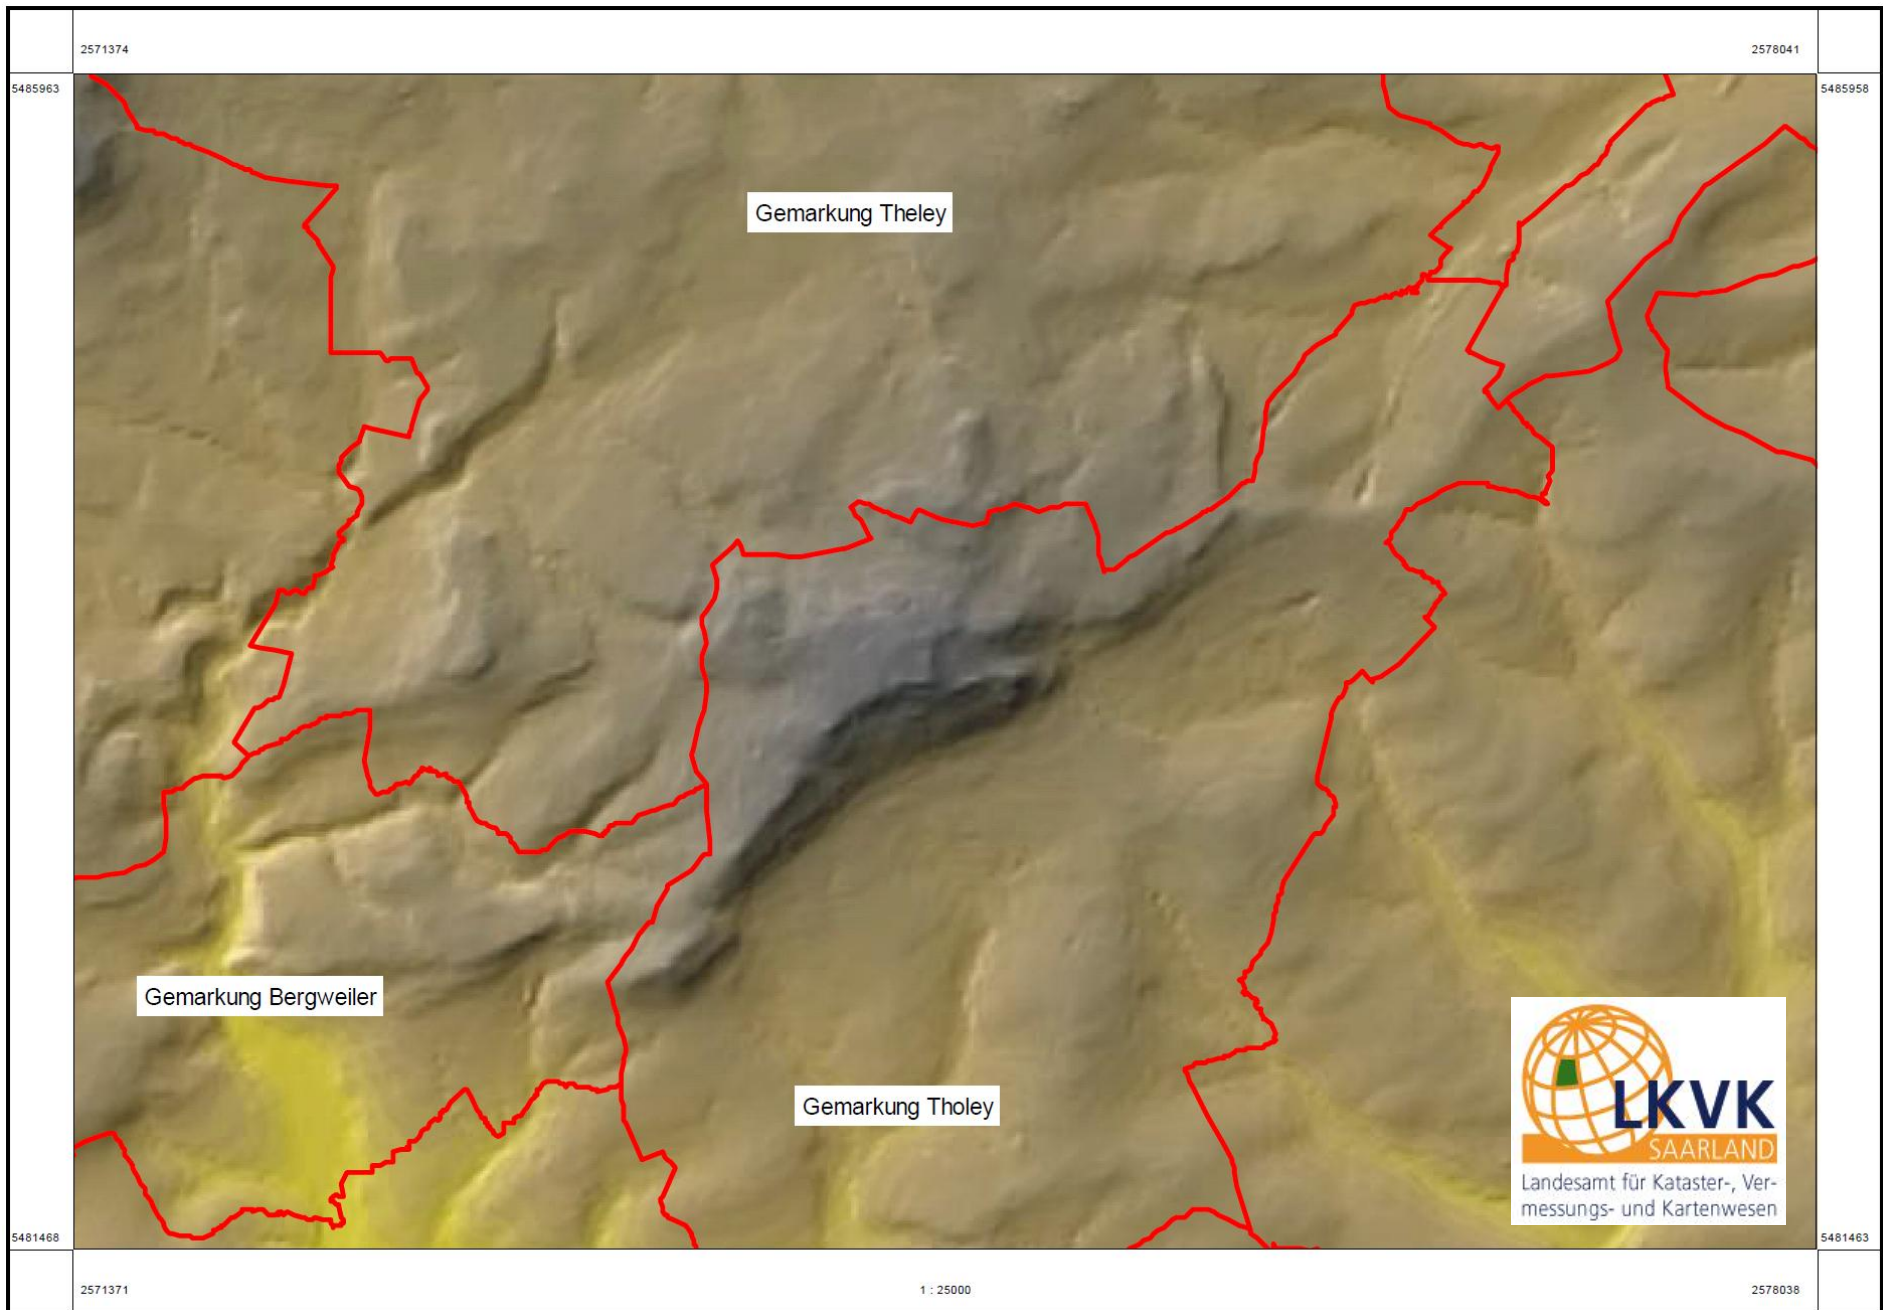 2571374
2578041
5485963
5485958
Gemarkung Theley
Gemarkung Bergweiler
Gemarkung Tholey
LKVK
SAARLAND
Landesamt für Kataster-, Ver-
messungs- und Kartenwesen
5481468
5481463
2571371
1 : 25000
2578038